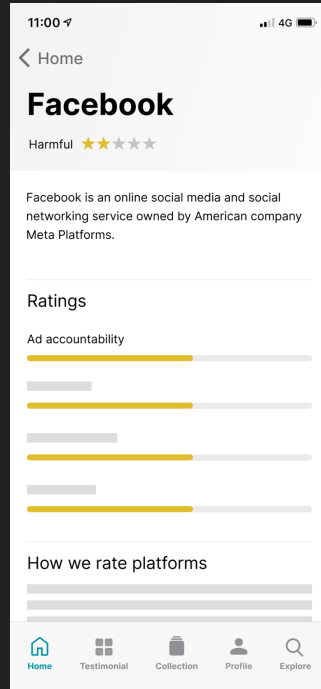 11:00
4G
Home
Facebook
Harmful
Facebook is an online social media and social
networking service owned by American company
Meta Platforms.
Ratings
Ad accountability
How we rate platforms
Home Testimonial Collection Profile Explore